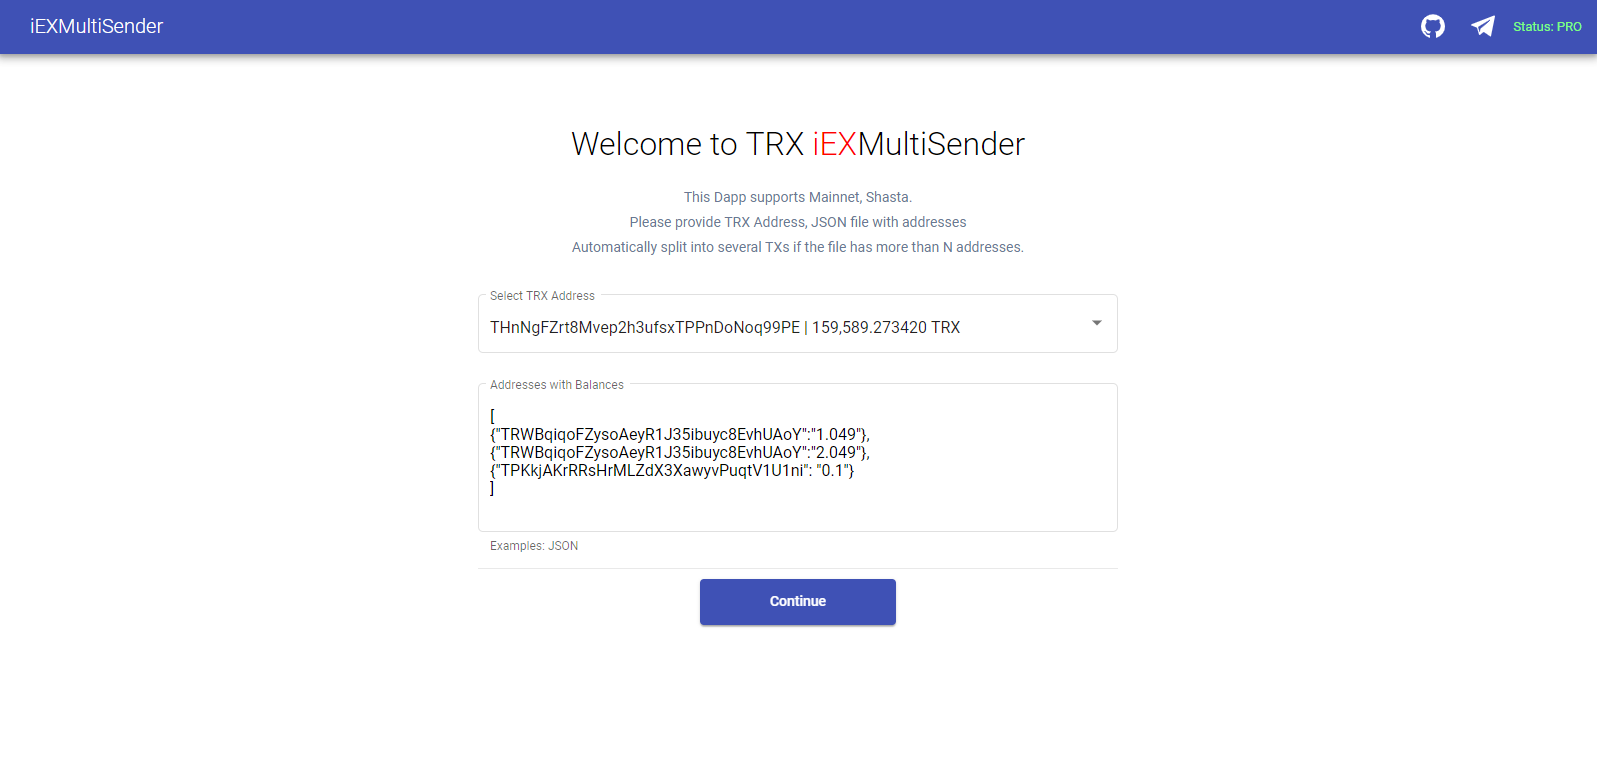 iEXMultiSender
Status: PRO
Welcome to TRX iEXMultiSender
This Dapp supports Mainnet, Shasta.
Please provide TRX Address, JSON file with addresses
Automatically split into several TXs if the file has more than N addresses.
Select TRX Address
THnNgFZrt8Mvep2h3ufsxTPPnDoNoq99PE | 159,589.273420 TRX
Addresses with Balances
[
{"TRWBqiqoFZysoAeyR1J35ibuyc8EvhUAoY":"1.049"},
{"TRWBqiqoFZysoAeyR1J35ibuyc8EvhUAoY":"2.049"},
{"TPKkjAKrRRsHrMLZdX3XawyvPuqtV1U1ni": "0.1"}
]
Examples: JSON
Continue